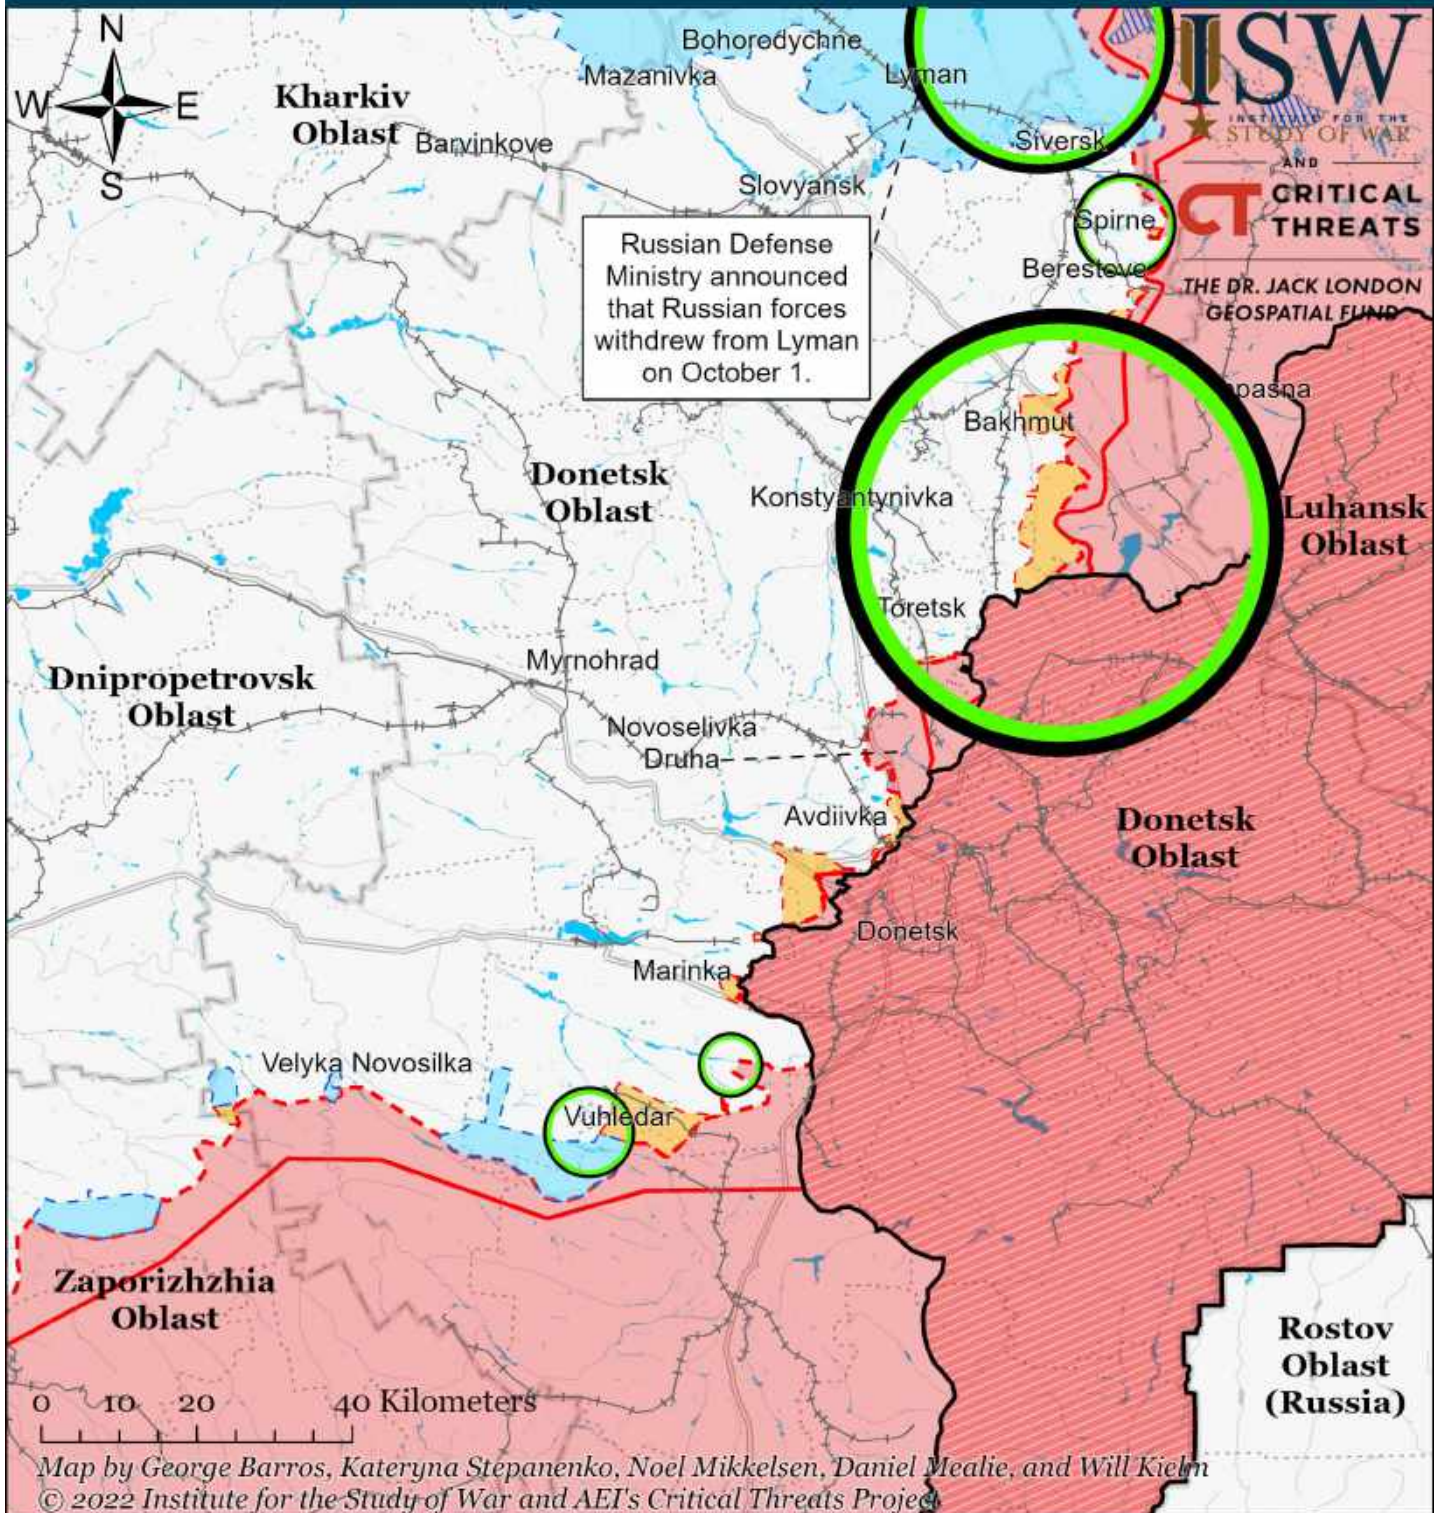 N
W E
S
Kharkiv
Oblast
Bohorodychne
Mazanivka
Lyman
Barvinkove
Siversk
Slovyansk
ISW
INSTITUTE FOR THE
STUDY OF WAR
AND
CT CRITICAL
THREATS
THE DR. JACK LONDON
GEOSPATIAL FUND
Spirne
Berestove
Russian Defense
Ministry announced
that Russian forces
withdrew from Lyman
on October 1.
Bakhmut
Donetsk
Oblast
Konstyantynivka
Luhansk
Oblast
Toretsk
Myrnohrad
Dnipropetrovsk
Oblast
Novoselivka
Druha
Avdiivka
Donetsk
Oblast
Donetsk
Marinka
Velyka Novosilka
Vuhledar
Zaporizhzhia
Oblast
Rostov
Oblast
(Russia)
0 10 20 40 Kilometers
Map by George Barros, Kateryna Stepanenko, Noel Mikkelsen, Daniel Mealie, and Will Kielm
© 2022 Institute for the Study of War and AEI's Critical Threats Project